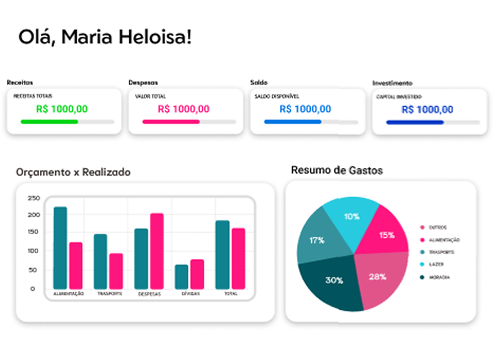 Olá, Maria Heloisa!
Receitas
RECEITAS TOTAIS
R$ 1000,00
Despesas
VALOR TOTAL
R$ 1000,00
Saldo
SALDO DISPONÍVEL
R$ 1000,00
Investimento
CAPITAL INVESTIDO
R$ 1000,00
Orçamento x Realizado
250
200
150
100
50
0
ALIMENTAÇÃO
TRASPORTE
DESPESAS
DÍVIGAS
TOTAL
Resumo de Gastos
10%
15%
17%
30%
28%
OUTROS
ALIMENTAÇÃO
TRASPORTE
LAZER
MORADIA